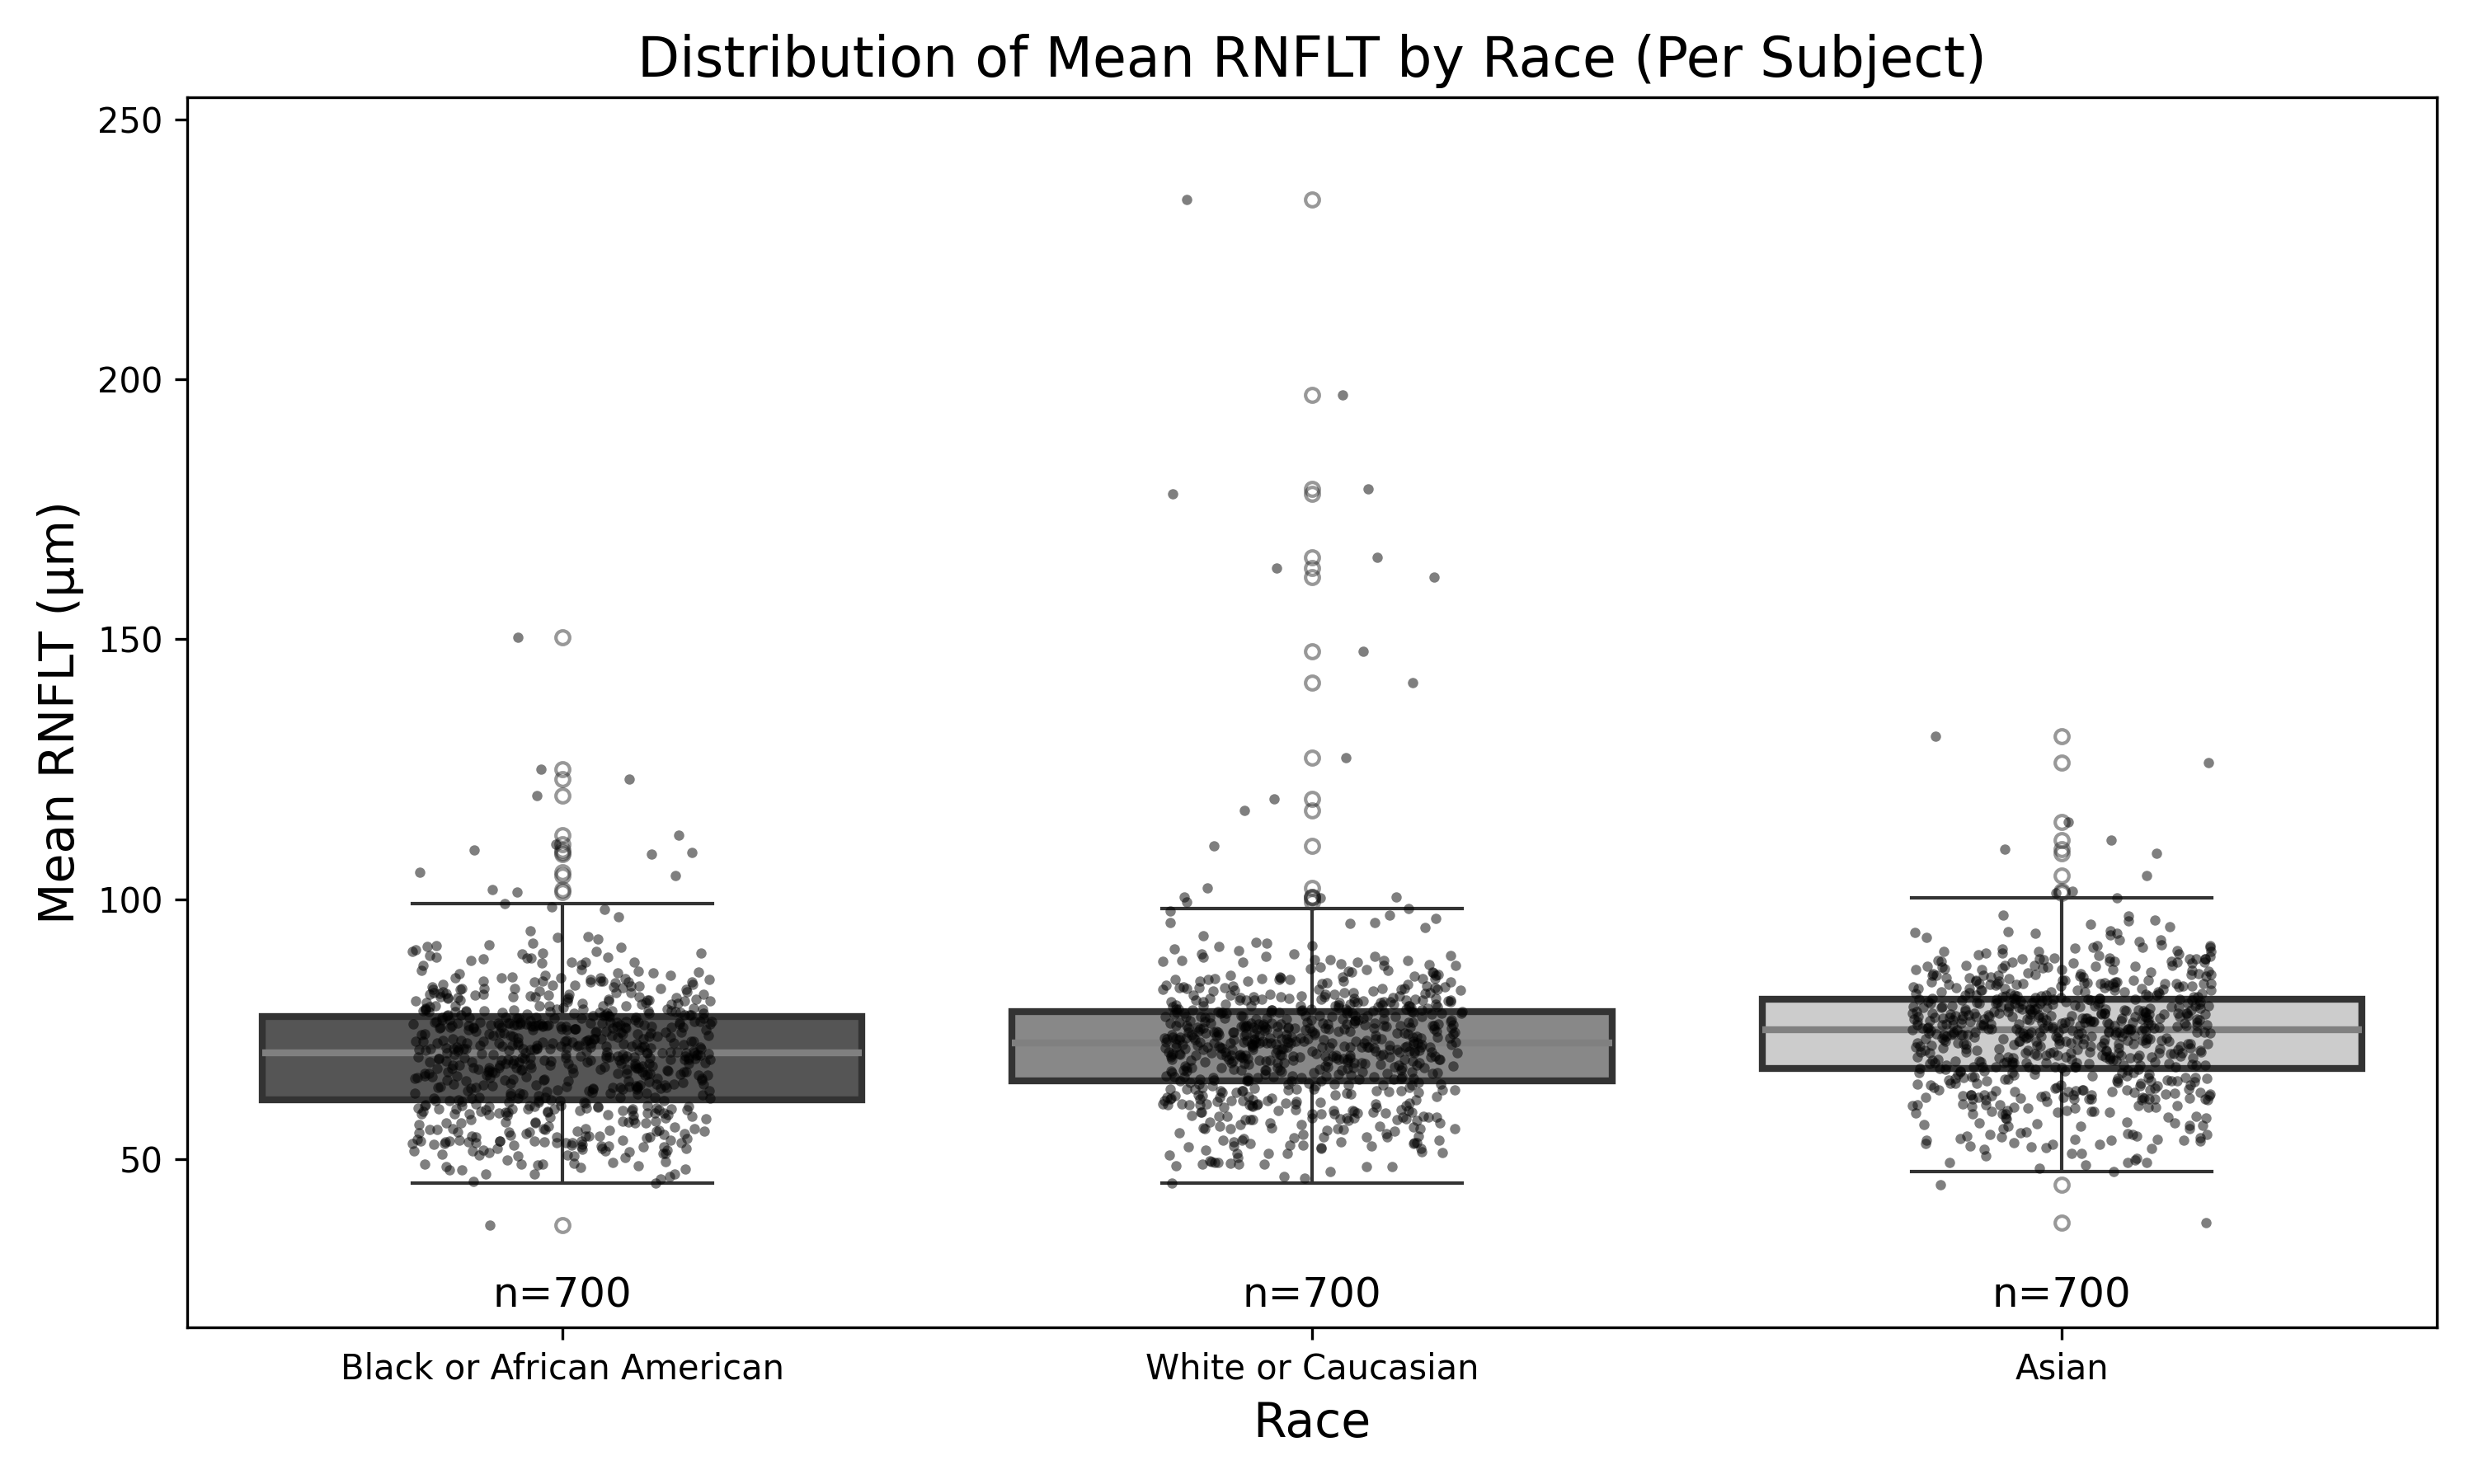 Distribution of Mean RNFLT by Race (Per Subject)
Mean RNFLT (µm)
250
200
150
100
50
n=700
n=700
n=700
Black or African American
White or Caucasian
Asian
Race